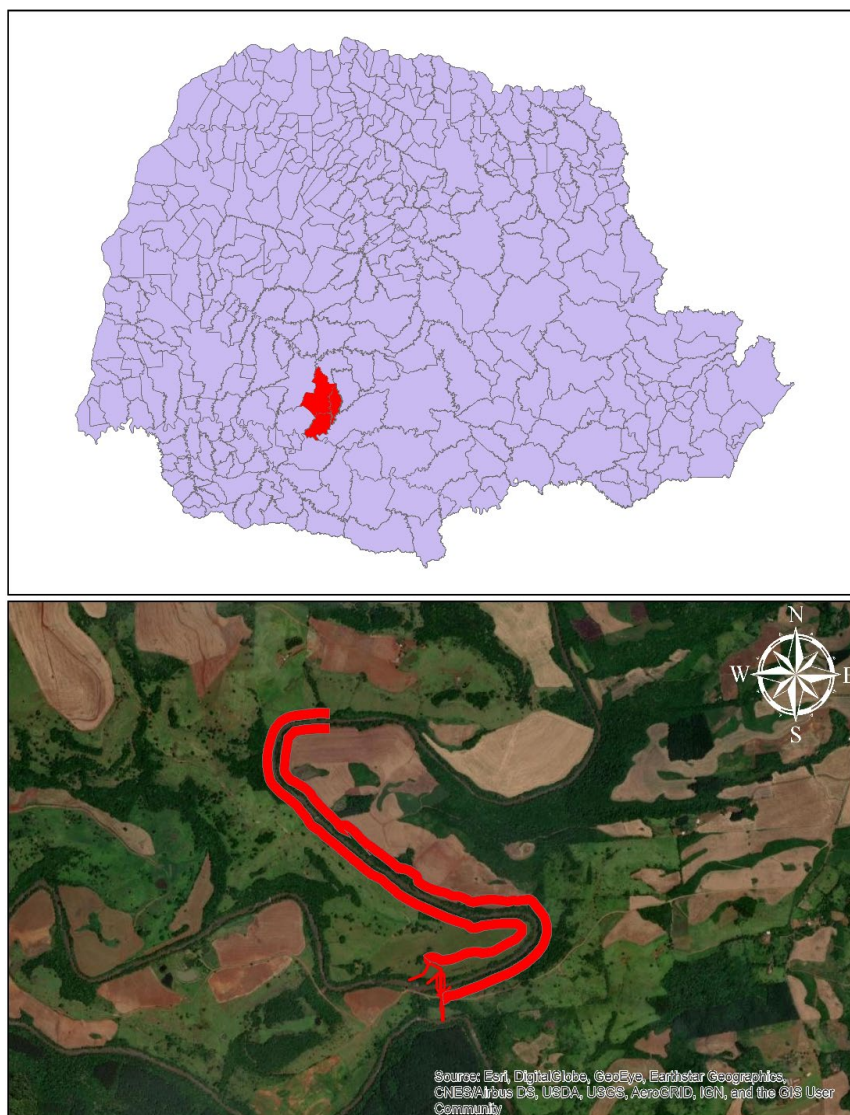 N
W E
S
Source: Esri, DigitalGlobe, GeoEye, Earthstar Geographics,
CNES/Airbus DS, USDA, USGS, AeroGRID, IGN, and the GIS User
Community